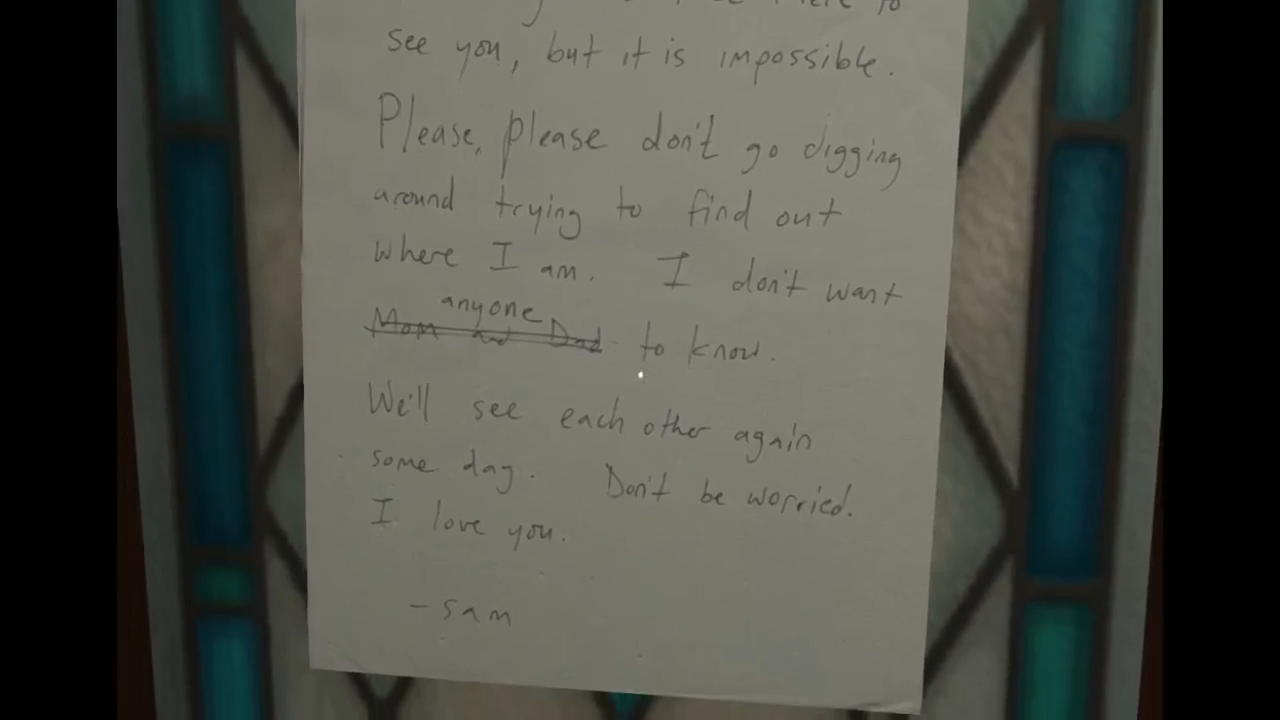 see you, but it is impossible.
Please, please don't go digging
around trying to find out
where I am. I don't want
anyone
Mom and Dad to know.
We'll see each other again
some day. Don't be worried.
I love you.
- Sam